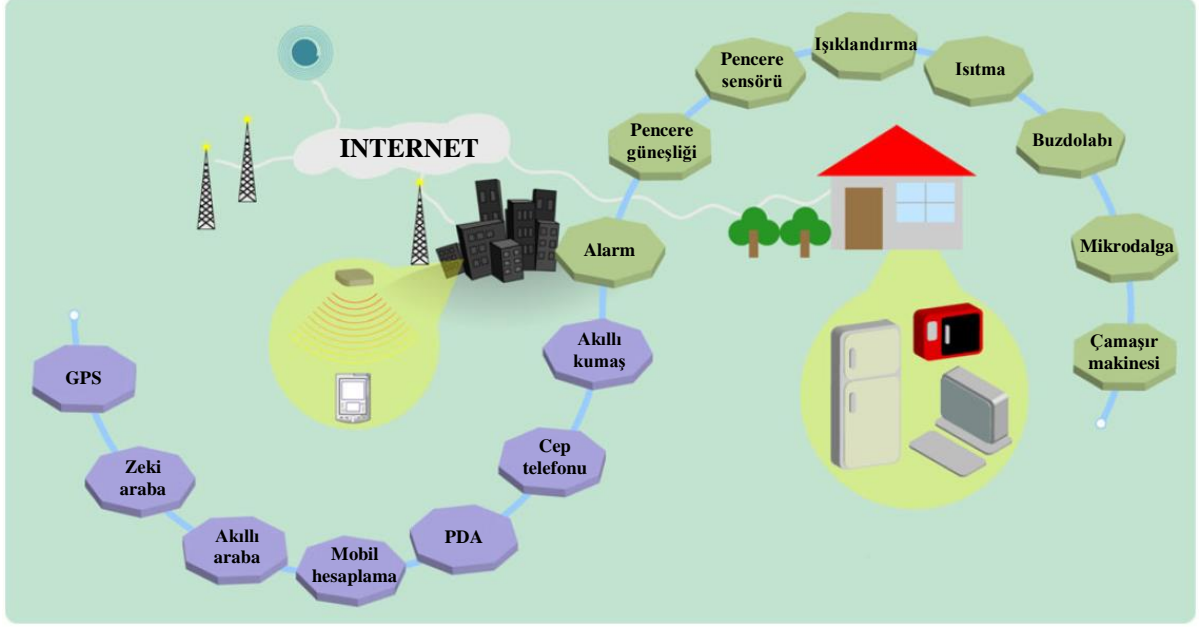 INTERNET
Işıklandırma
Pencere
sensörü
Isıtma
Pencere
güneşliği
Buzdolabı
Alarm
Mikrodalga
Çamaşır
makinesi
Akıllı
kumaş
GPS
Cep
telefonu
Zeki
araba
PDA
Akıllı
araba
Mobil
hesaplama